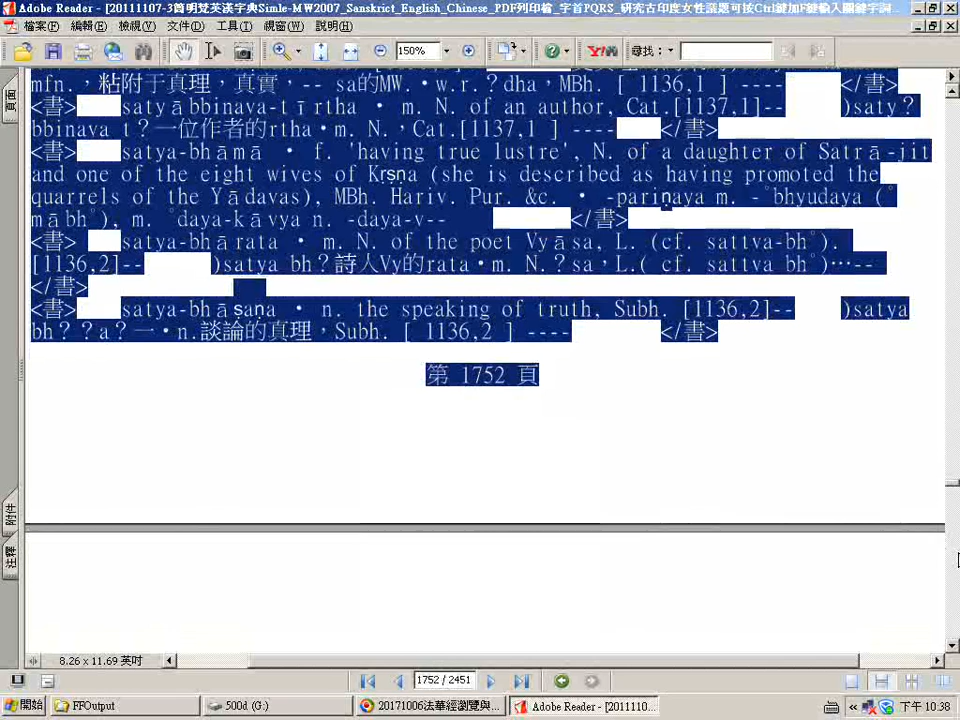 Adobe Reader - [20111107-3簡明梵英漢字典Simle-MW2007_Sanskrict_English_Chinese_PDF列印檔_字首PQRS_研究古印度女性議題可按Ctrl鍵加F鍵輸入關鍵字詞...
檔案(F) 編輯(E) 檢視(V) 文件(D) 工具(T) 視窗(W) 說明(H)
150% Y! 尋找：
頁面
mfn.，粘附于真理，真實，-- sa的MW.‧w.r.？dha，MBh. [ 1136,1 ] ---- </書>
<書> satyābbinava-tīrtha ‧ m. N. of an author, Cat.[1137,1]-- )saty？
bbinava t？一位作者的rtha‧m. N.，Cat.[1137,1 ] ---- </書>
<書> satya-bhāmā ‧ f. 'having true lustre', N. of a daughter of Satrā-jit
and one of the eight wives of Kṛṣṇa (she is described as having promoted the
quarrels of the Yādavas), MBh. Hariv. Pur. &c. ‧ -pariṇaya m. -˚bhyudaya (˚
mābh˚), m. ˚daya-kāvya n. -daya-v-- </書>
<書> satya-bhārata ‧ m. N. of the poet Vyāsa, L. (cf. sattva-bh˚).
[1136,2]-- )satya bh？詩人Vy的rata‧m. N.？sa，L.( cf. sattva bh˚)…--
</書>
<書> satya-bhāṣaṇa ‧ n. the speaking of truth, Subh. [1136,2]-- )satya
bh？？a？一‧n.談論的真理，Subh. [ 1136,2 ] ---- </書>
第 1752 頁
附件
注釋
8.26 x 11.69 英吋
1752 / 2451
開始 FFOutput 500d (G:) 20171006法華經瀏覽與... Adobe Reader - [2011110... 下午 10:38